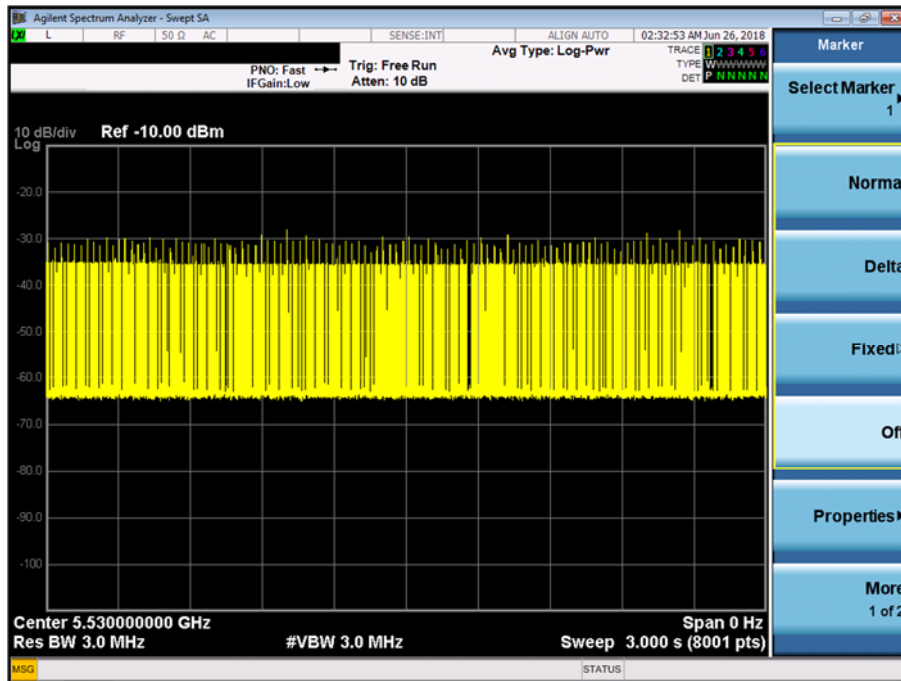 Agilent Spectrum Analyzer - Swept SA
LXI L RF 50 Ω AC SENSE:INT ALIGN AUTO 02:32:53 AM Jun 26, 2018
Marker
Avg Type: Log-Pwr
TRACE 1 2 3 4 5 6
PNO: Fast Trig: Free Run
TYPE WWWWWW
IFGain:Low Atten: 10 dB
DET P N N N N N
Select Marker
1
10 dB/div Ref -10.00 dBm
Log
-20.0
-30.0
-40.0
-50.0
-60.0
-70.0
-80.0
-90.0
-100
Norma
Delta
Fixed
Off
Properties
More
1 of 2
Center 5.530000000 GHz Span 0 Hz
Res BW 3.0 MHz #VBW 3.0 MHz Sweep 3.000 s (8001 pts)
MSG STATUS